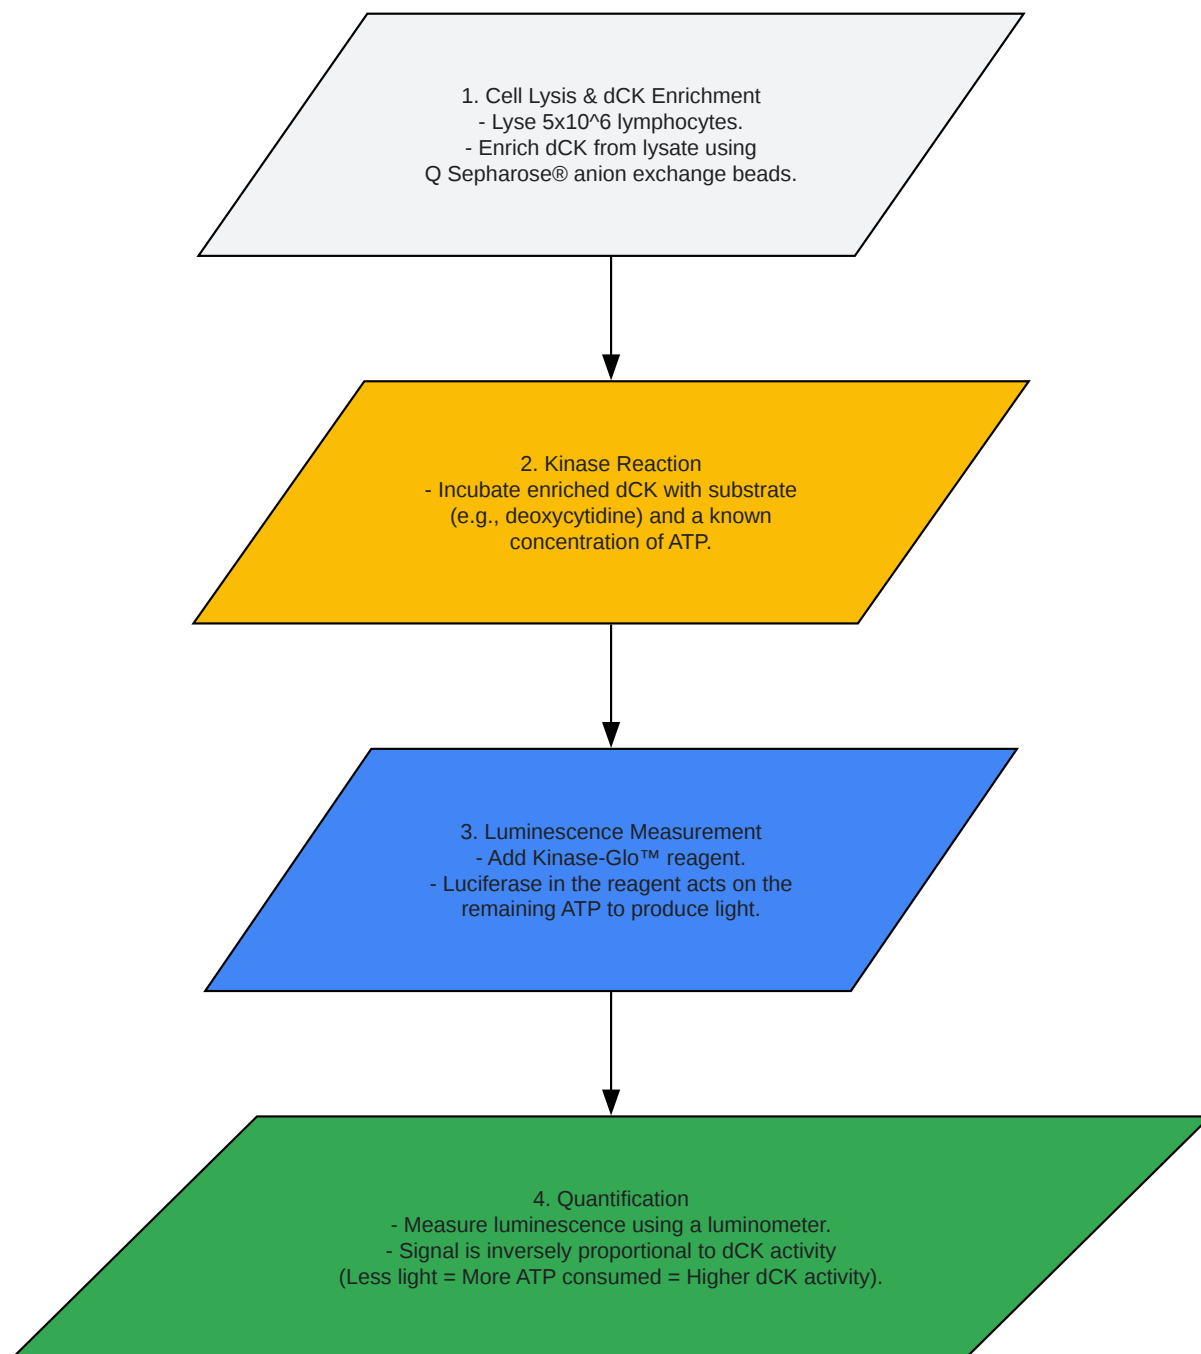 1. Cell Lysis & dCK Enrichment
- Lyse 5x10^6 lymphocytes.
- Enrich dCK from lysate using
Q Sepharose® anion exchange beads.
2. Kinase Reaction
- Incubate enriched dCK with substrate
(e.g., deoxycytidine) and a known
concentration of ATP.
3. Luminescence Measurement
- Add Kinase-Glo™ reagent.
- Luciferase in the reagent acts on the
remaining ATP to produce light.
4. Quantification
- Measure luminescence using a luminometer.
- Signal is inversely proportional to dCK activity
(Less light = More ATP consumed = Higher dCK activity).